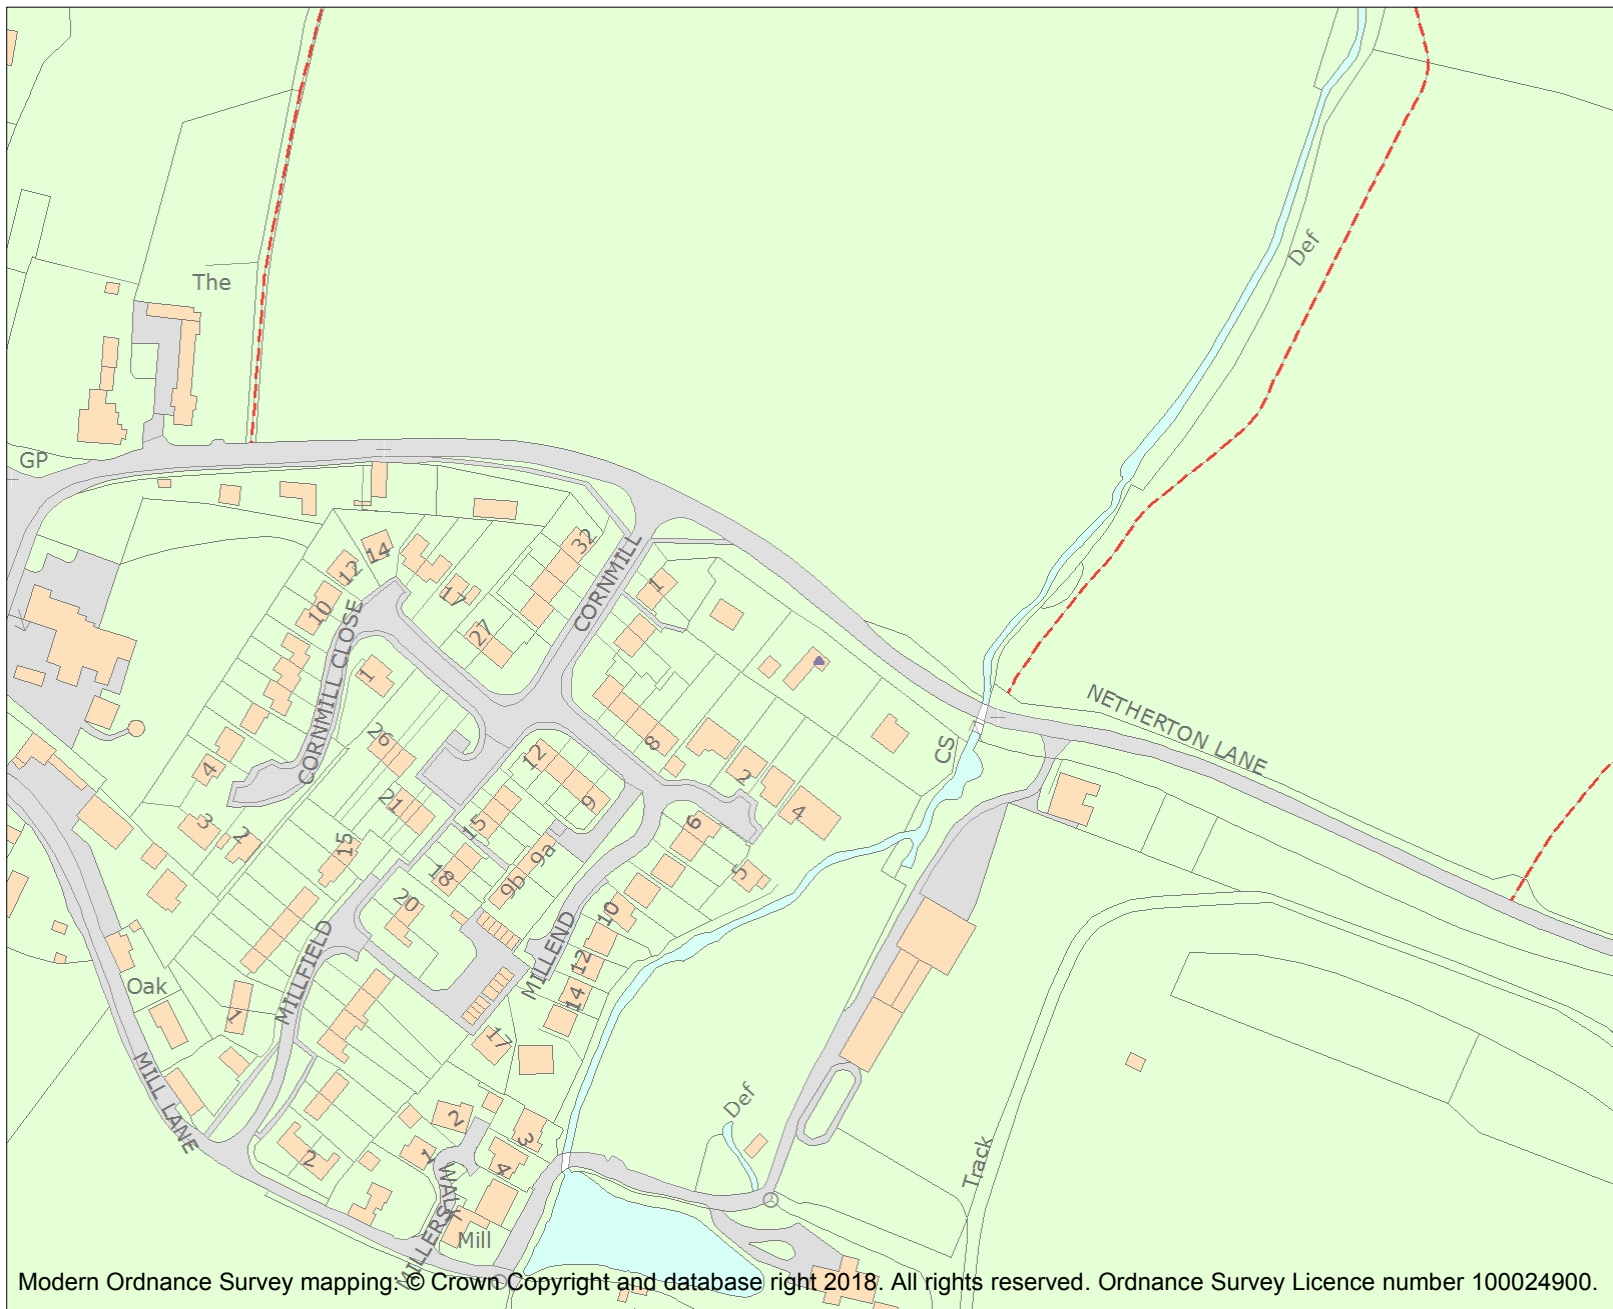 Def
The
GP
CORNMILL
32
14
12
10
17
27
1
1
CORNMILL CLOSE
26
8
2
4
NETHERTON LANE
CS
4
3
2
21
15
12
9
15
6
5
18
9a
9b
20
10
12
14
MILLEND
MILLFIELD
Oak
1
17
MILL LANE
2
2
1
3
4
MILLERS WALK
Mill
Def
Track
Modern Ordnance Survey mapping: © Crown Copyright and database right 2018. All rights reserved. Ordnance Survey Licence number 100024900.